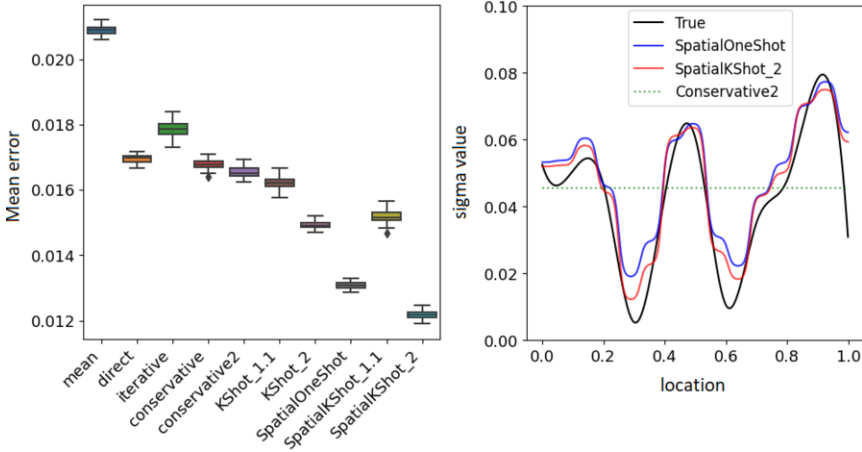 Mean error
0.020
0.018
0.016
0.014
0.012
mean
direct
iterative
conservative
conservative2
KShot_1.1
KShot_2
SpatialOneShot
SpatialKShot_1.1
SpatialKShot_2
sigma value
0.10
0.08
0.06
0.04
0.02
0.00
True
SpatialOneShot
SpatialKShot_2
Conservative2
0.0 0.2 0.4 0.6 0.8 1.0
location